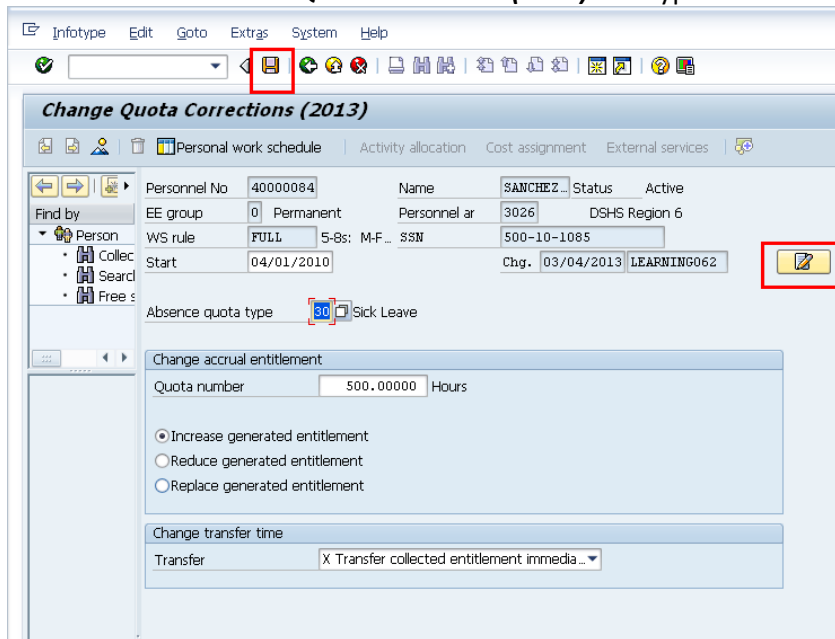 Infotype Edit Goto Extras System Help
Change Quota Corrections (2013)
Personal work schedule Activity allocation Cost assignment External services
Personnel No 40000084 Name SANCHEZ… Status Active
Find by EE group 0 Permanent Personnel ar 3026 DSHS Region 6
Person WS rule FULL 5-8s: M-F… SSN 500-10-1085
Collec Start 04/01/2010 Chg. 03/04/2013 LEARNING062
Searcl
Free s
Absence quota type 30 Sick Leave
Change accrual entitlement
Quota number 500.00000 Hours
Increase generated entitlement
Reduce generated entitlement
Replace generated entitlement
Change transfer time
Transfer X Transfer collected entitlement immedia…